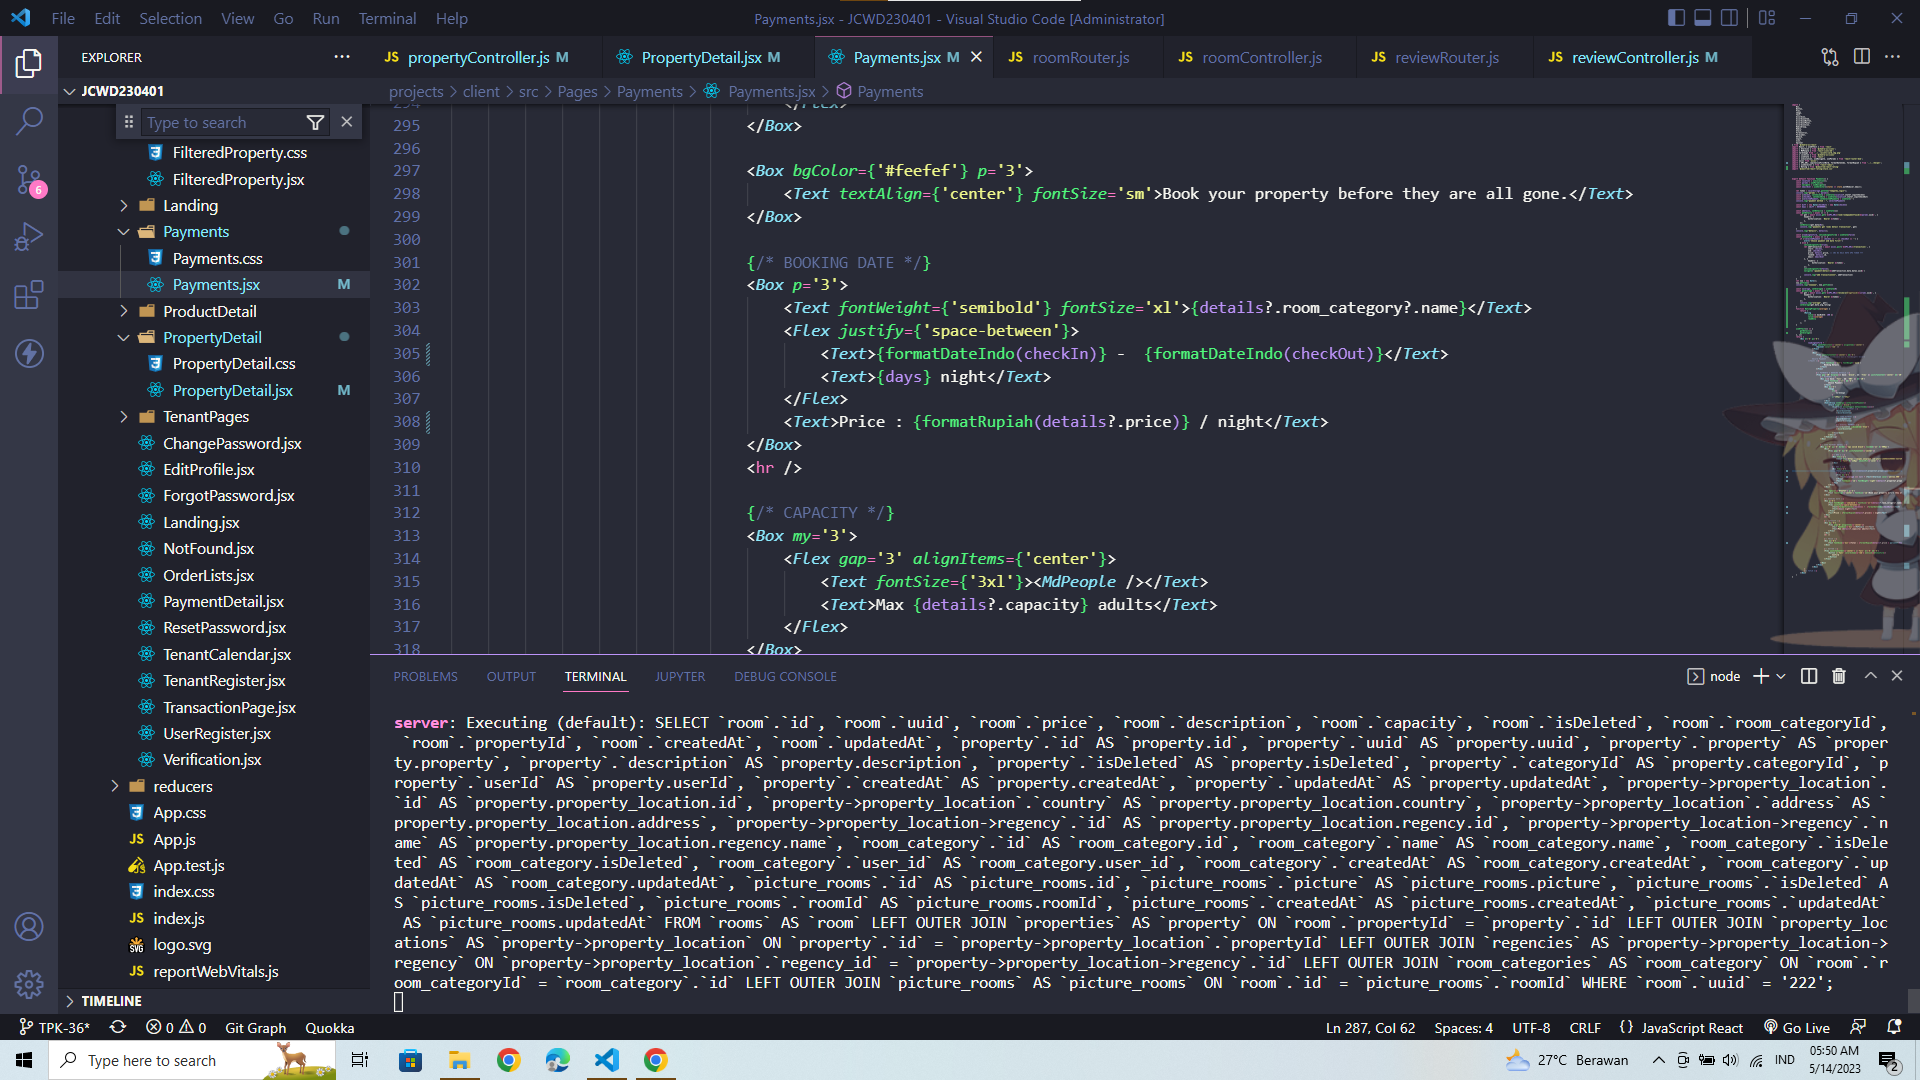 File Edit Selection View Go Run Terminal Help
Payments.jsx - JCWD230401 - Visual Studio Code [Administrator]
EXPLORER
propertyController.js M
PropertyDetail.jsx M
Payments.jsx M
roomRouter.js
roomController.js
reviewRouter.js
reviewController.js M
JCWD230401
projects > client > src > Pages > Payments > Payments.jsx > Payments
Type to search
FilteredProperty.css
FilteredProperty.jsx
Landing
Payments
Payments.css
Payments.jsx M
ProductDetail
PropertyDetail
PropertyDetail.css
PropertyDetail.jsx M
TenantPages
ChangePassword.jsx
EditProfile.jsx
ForgotPassword.jsx
Landing.jsx
NotFound.jsx
OrderLists.jsx
PaymentDetail.jsx
ResetPassword.jsx
TenantCalendar.jsx
TenantRegister.jsx
TransactionPage.jsx
UserRegister.jsx
Verification.jsx
reducers
App.css
App.js
App.test.js
index.css
index.js
logo.svg
reportWebVitals.js
TIMELINE
6
294 </Flex>
295 </Box>
296
297 <Box bgColor={'#feefef'} p='3'>
298 <Text textAlign={'center'} fontSize='sm'>Book your property before they are all gone.</Text>
299 </Box>
300
301 {/* BOOKING DATE */}
302 <Box p='3'>
303 <Text fontWeight={'semibold'} fontSize='xl'>{details?.room_category?.name}</Text>
304 <Flex justify={'space-between'}>
305 <Text>{formatDateIndo(checkIn)} -  {formatDateIndo(checkOut)}</Text>
306 <Text>{days} night</Text>
307 </Flex>
308 <Text>Price : {formatRupiah(details?.price)} / night</Text>
309 </Box>
310 <hr />
311
312 {/* CAPACITY */}
313 <Box my='3'>
314 <Flex gap='3' alignItems={'center'}>
315 <Text fontSize={'3xl'}><MdPeople /></Text>
316 <Text>Max {details?.capacity} adults</Text>
317 </Flex>
318 </Box>
PROBLEMS OUTPUT TERMINAL JUPYTER DEBUG CONSOLE
node
server: Executing (default): SELECT `room`.`id`, `room`.`uuid`, `room`.`price`, `room`.`description`, `room`.`capacity`, `room`.`isDeleted`, `room`.`room_categoryId`,
`room`.`propertyId`, `room`.`createdAt`, `room`.`updatedAt`, `property`.`id` AS `property.id`, `property`.`uuid` AS `property.uuid`, `property`.`property` AS `proper
ty.property`, `property`.`description` AS `property.description`, `property`.`isDeleted` AS `property.isDeleted`, `property`.`categoryId` AS `property.categoryId`, `p
roperty`.`userId` AS `property.userId`, `property`.`createdAt` AS `property.createdAt`, `property`.`updatedAt` AS `property.updatedAt`, `property->property_location`.
`id` AS `property.property_location.id`, `property->property_location`.`country` AS `property.property_location.country`, `property->property_location`.`address` AS `
property.property_location.address`, `property->property_location->regency`.`id` AS `property.property_location.regency.id`, `property->property_location->regency`.`n
ame` AS `property.property_location.regency.name`, `room_category`.`id` AS `room_category.id`, `room_category`.`name` AS `room_category.name`, `room_category`.`isDele
ted` AS `room_category.isDeleted`, `room_category`.`user_id` AS `room_category.user_id`, `room_category`.`createdAt` AS `room_category.createdAt`, `room_category`.`up
datedAt` AS `room_category.updatedAt`, `picture_rooms`.`id` AS `picture_rooms.id`, `picture_rooms`.`picture` AS `picture_rooms.picture`, `picture_rooms`.`isDeleted` A
S `picture_rooms.isDeleted`, `picture_rooms`.`roomId` AS `picture_rooms.roomId`, `picture_rooms`.`createdAt` AS `picture_rooms.createdAt`, `picture_rooms`.`updatedAt`
AS `picture_rooms.updatedAt` FROM `rooms` AS `room` LEFT OUTER JOIN `properties` AS `property` ON `room`.`propertyId` = `property`.`id` LEFT OUTER JOIN `property_loc
ations` AS `property->property_location` ON `property`.`id` = `property->property_location`.`propertyId` LEFT OUTER JOIN `regencies` AS `property->property_location->
regency` ON `property->property_location`.`regency_id` = `property->property_location->regency`.`id` LEFT OUTER JOIN `room_categories` AS `room_category` ON `room`.`r
oom_categoryId` = `room_category`.`id` LEFT OUTER JOIN `picture_rooms` AS `picture_rooms` ON `room`.`id` = `picture_rooms`.`roomId` WHERE `room`.`uuid` = '222';
TPK-36* 0 0 Git Graph Quokka
Ln 287, Col 62 Spaces: 4 UTF-8 CRLF {} JavaScript React Go Live
Type here to search
27°C Berawan
IND
05:50 AM
5/14/2023
2